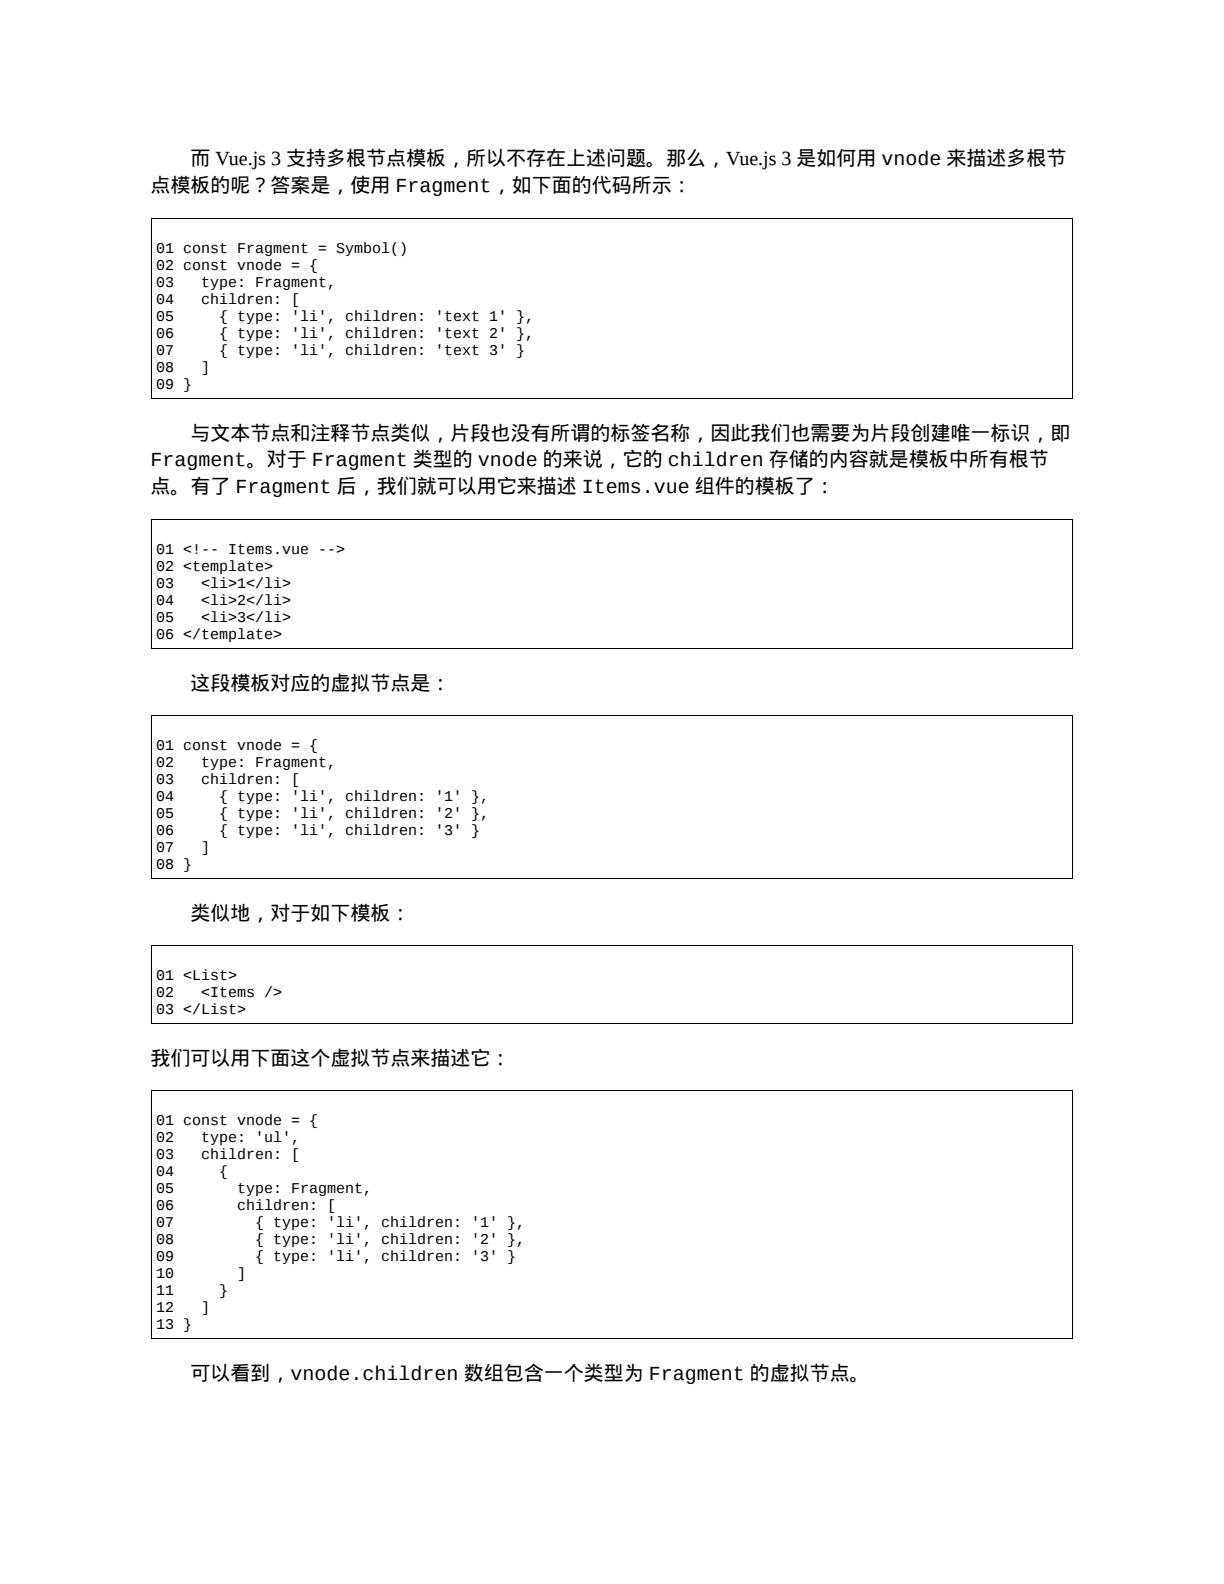 而 Vue.js 3 支持多根节点模板，所以不存在上述问题。那么，Vue.js 3 是如何用 vnode 来描述多根节
点模板的呢？答案是，使用 Fragment，如下面的代码所示：
01 const Fragment = Symbol()
02 const vnode = {
03   type: Fragment,
04   children: [
05     { type: 'li', children: 'text 1' },
06     { type: 'li', children: 'text 2' },
07     { type: 'li', children: 'text 3' }
08   ]
09 }
与文本节点和注释节点类似，片段也没有所谓的标签名称，因此我们也需要为片段创建唯一标识，即
Fragment。对于 Fragment 类型的 vnode 的来说，它的 children 存储的内容就是模板中所有根节
点。有了 Fragment 后，我们就可以用它来描述 Items.vue 组件的模板了：
01 <!-- Items.vue -->
02 <template>
03   <li>1</li>
04   <li>2</li>
05   <li>3</li>
06 </template>
这段模板对应的虚拟节点是：
01 const vnode = {
02   type: Fragment,
03   children: [
04     { type: 'li', children: '1' },
05     { type: 'li', children: '2' },
06     { type: 'li', children: '3' }
07   ]
08 }
类似地，对于如下模板：
01 <List>
02   <Items />
03 </List>
我们可以用下面这个虚拟节点来描述它：
01 const vnode = {
02   type: 'ul',
03   children: [
04     {
05       type: Fragment,
06       children: [
07         { type: 'li', children: '1' },
08         { type: 'li', children: '2' },
09         { type: 'li', children: '3' }
10       ]
11     }
12   ]
13 }
可以看到，vnode.children 数组包含一个类型为 Fragment 的虚拟节点。